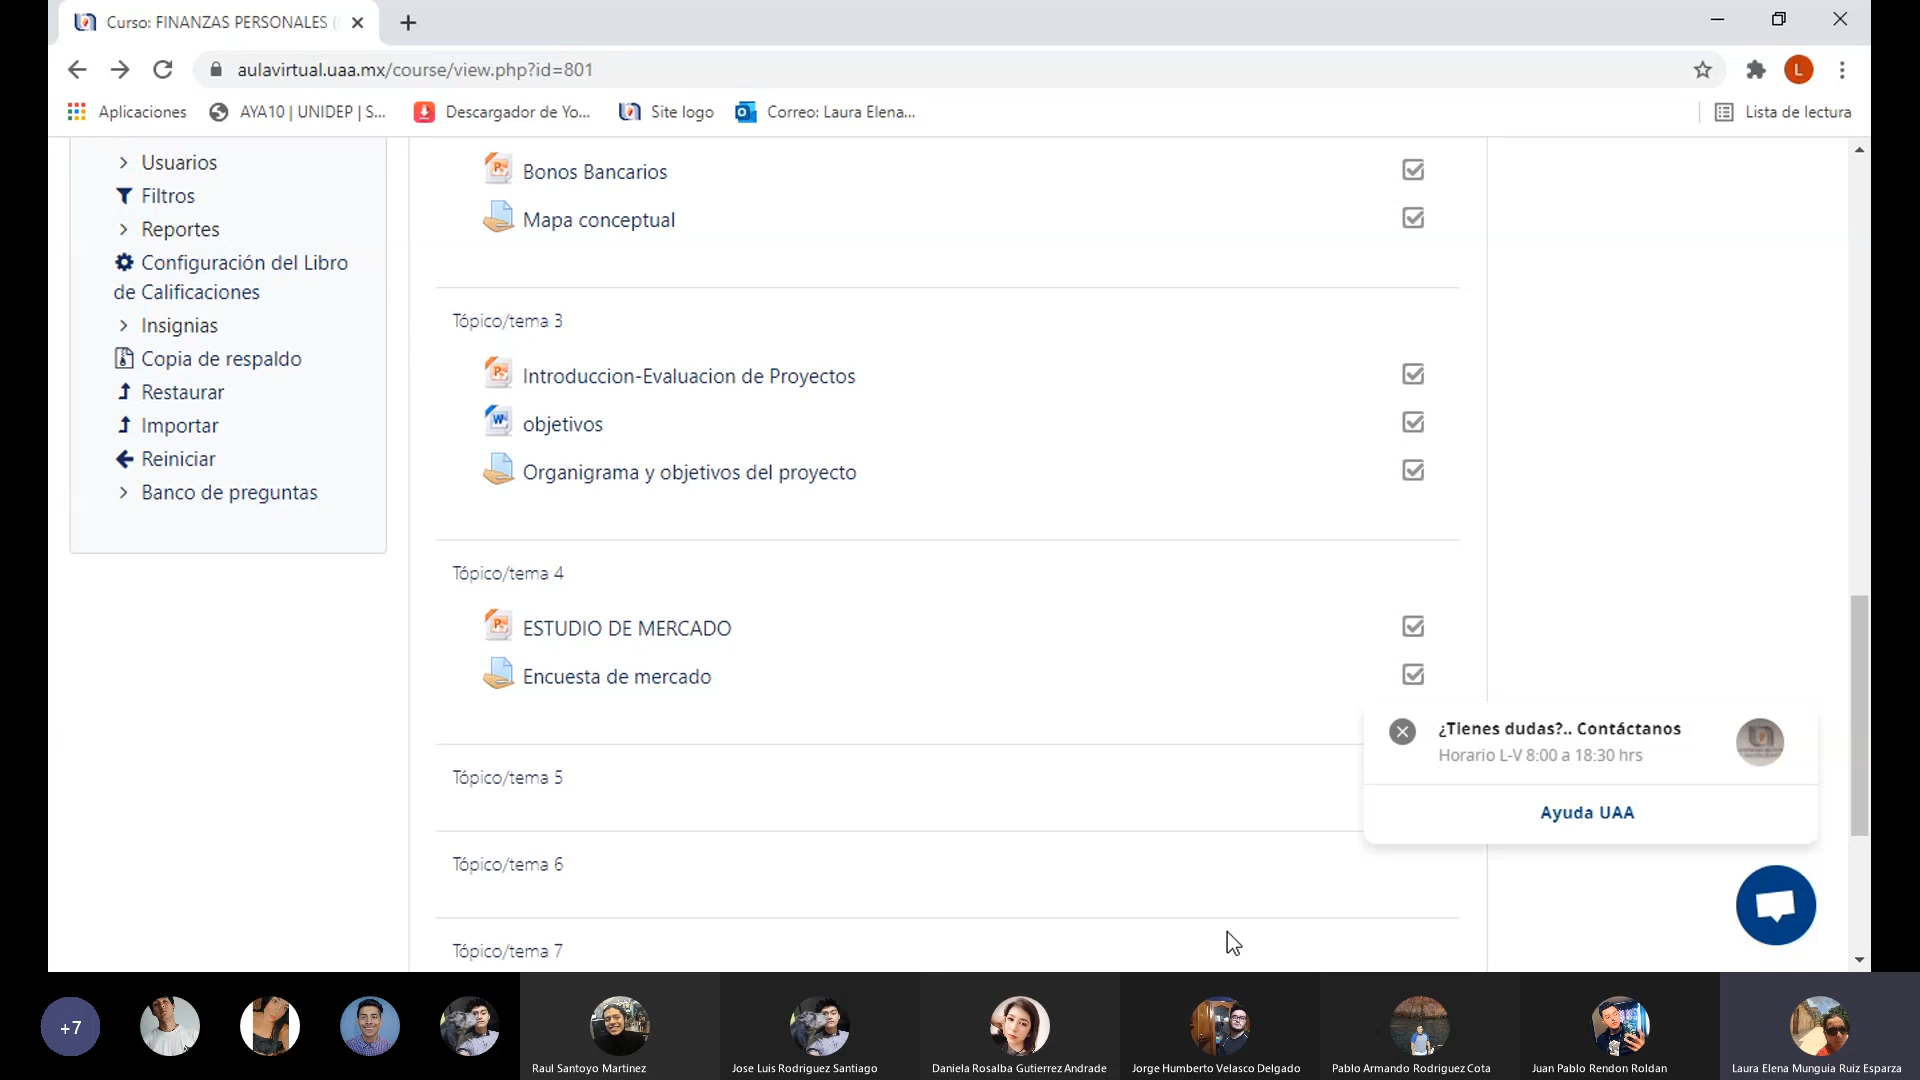 Curso: FINANZAS PERSONALES (
aulavirtual.uaa.mx/course/view.php?id=801
L
Aplicaciones
AYA10 | UNIDEP | S...
Descargador de Yo...
Site logo
Correo: Laura Elena...
Lista de lectura
Usuarios
Filtros
Reportes
Configuración del Libro
de Calificaciones
Insignias
Copia de respaldo
Restaurar
Importar
Reiniciar
Banco de preguntas
Bonos Bancarios
Mapa conceptual
Tópico/tema 3
Introduccion-Evaluacion de Proyectos
objetivos
Organigrama y objetivos del proyecto
Tópico/tema 4
ESTUDIO DE MERCADO
Encuesta de mercado
Tópico/tema 5
Tópico/tema 6
Tópico/tema 7
¿Tienes dudas?.. Contáctanos
Horario L-V 8:00 a 18:30 hrs
Ayuda UAA
+7
Raul Santoyo Martinez
Jose Luis Rodriguez Santiago
Daniela Rosalba Gutierrez Andrade
Jorge Humberto Velasco Delgado
Pablo Armando Rodriguez Cota
Juan Pablo Rendon Roldan
Laura Elena Munguia Ruiz Esparza